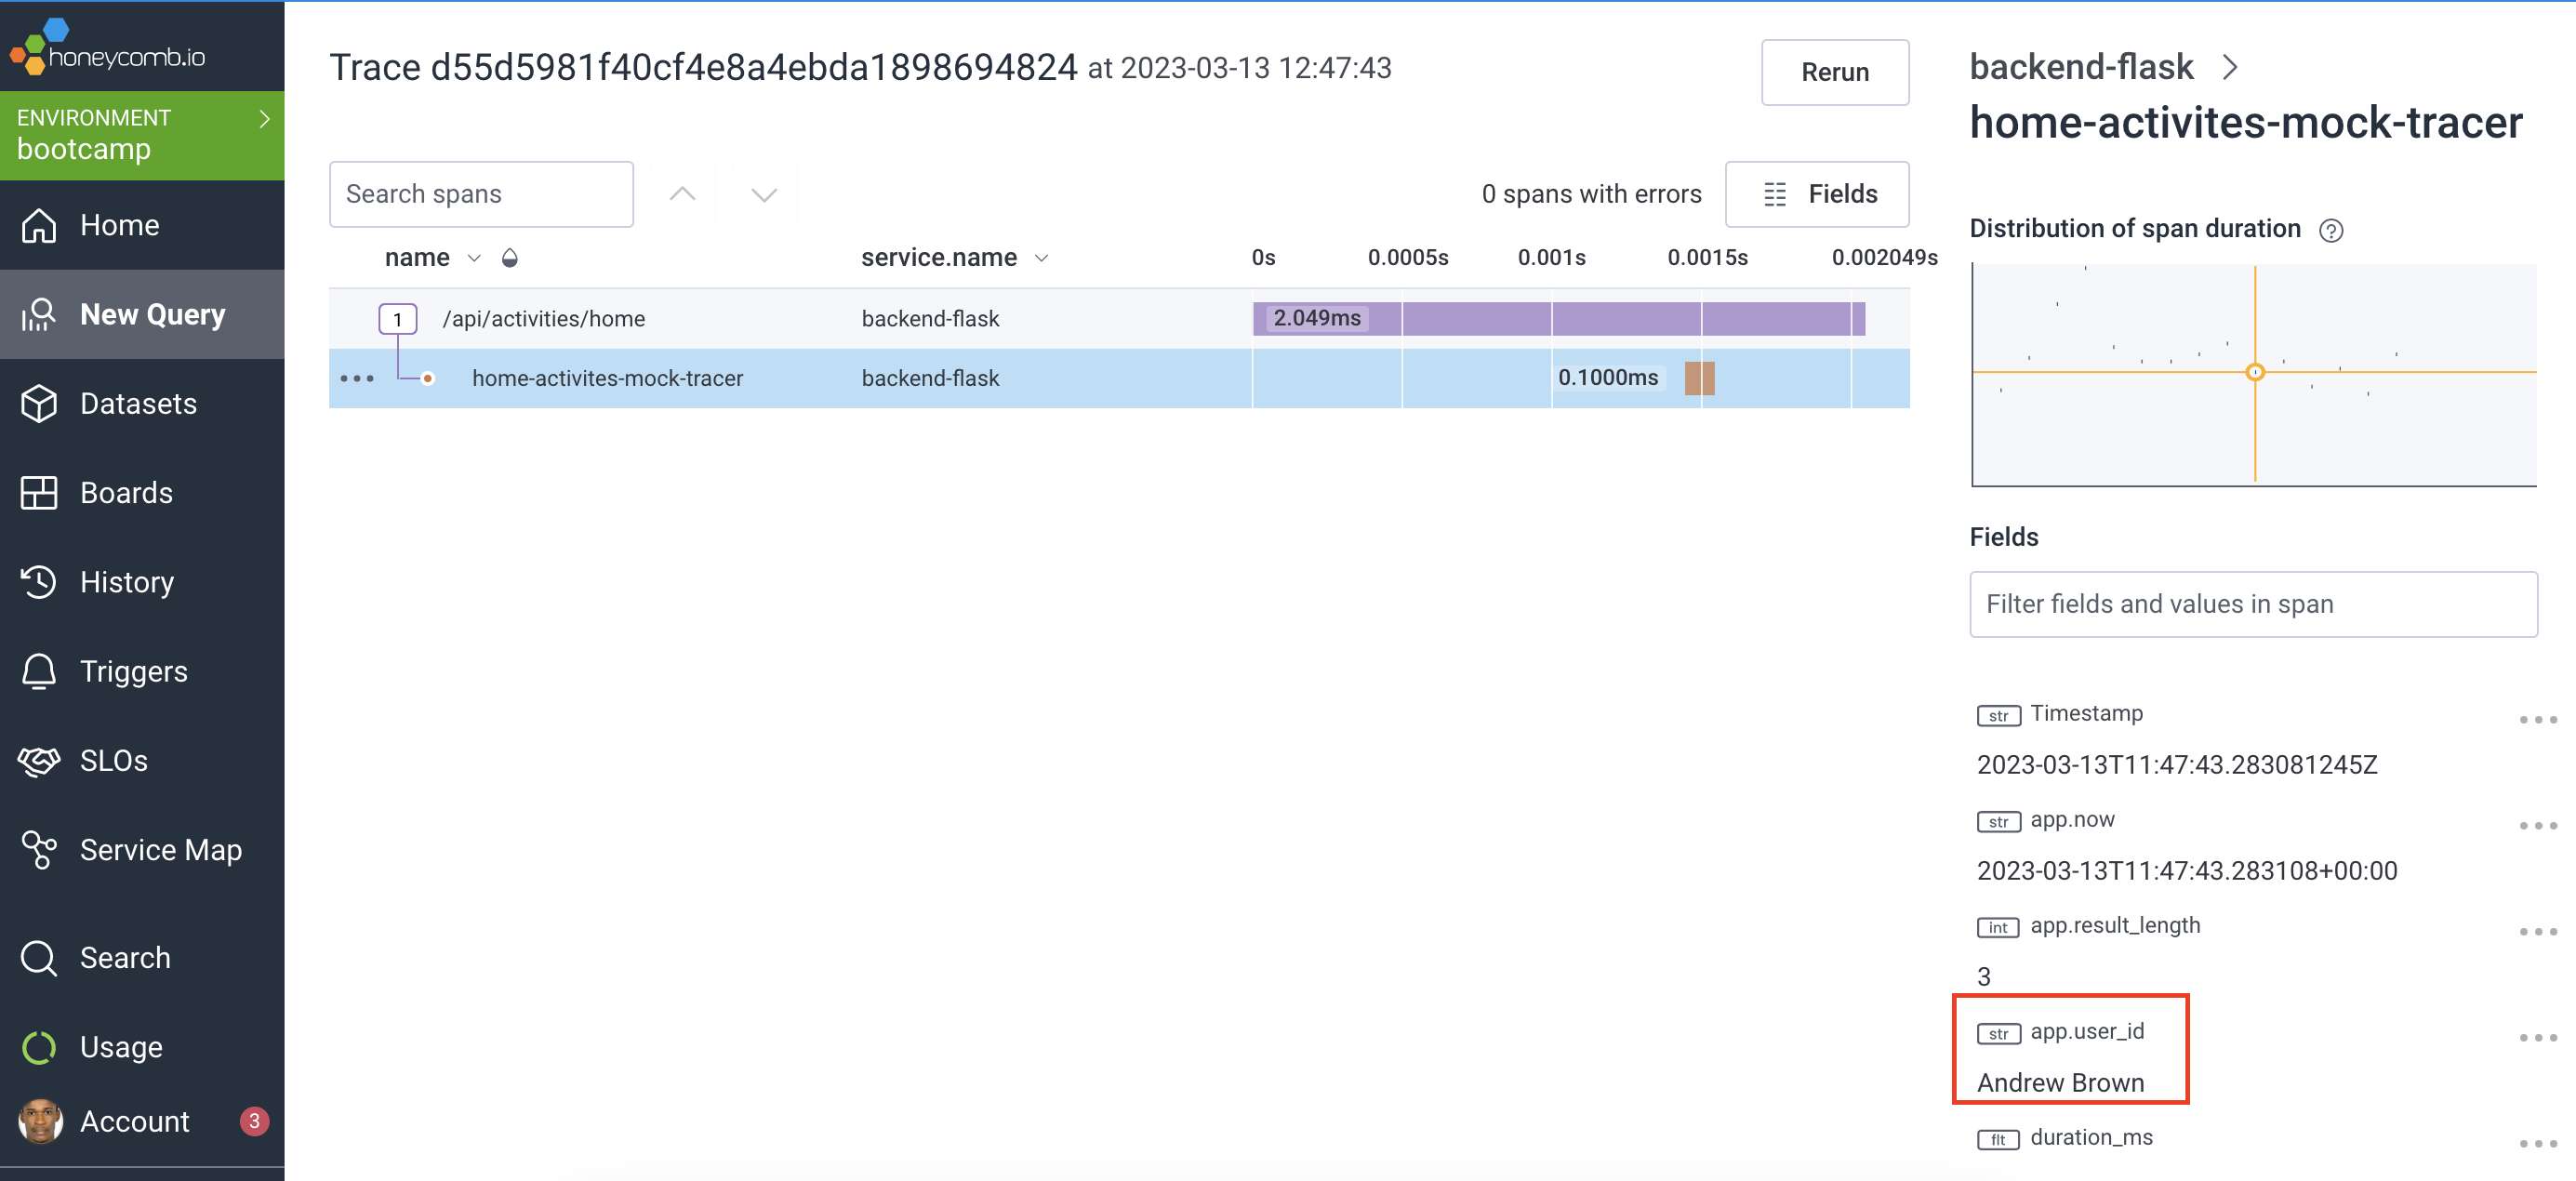 honeycomb.io
ENVIRONMENT
bootcamp
Home
New Query
Datasets
Boards
History
Triggers
SLOs
Service Map
Search
Usage
Account 3
Trace d55d5981f40cf4e8a4ebda1898694824 at 2023-03-13 12:47:43
Rerun
Search spans
0 spans with errors
Fields
name service.name 0s 0.0005s 0.001s 0.0015s 0.002049s
1 /api/activities/home backend-flask 2.049ms
home-activites-mock-tracer backend-flask 0.1000ms
backend-flask
home-activites-mock-tracer
Distribution of span duration ?
Fields
Filter fields and values in span
str Timestamp
2023-03-13T11:47:43.283081245Z
str app.now
2023-03-13T11:47:43.283108+00:00
int app.result_length
3
str app.user_id
Andrew Brown
flt duration_ms